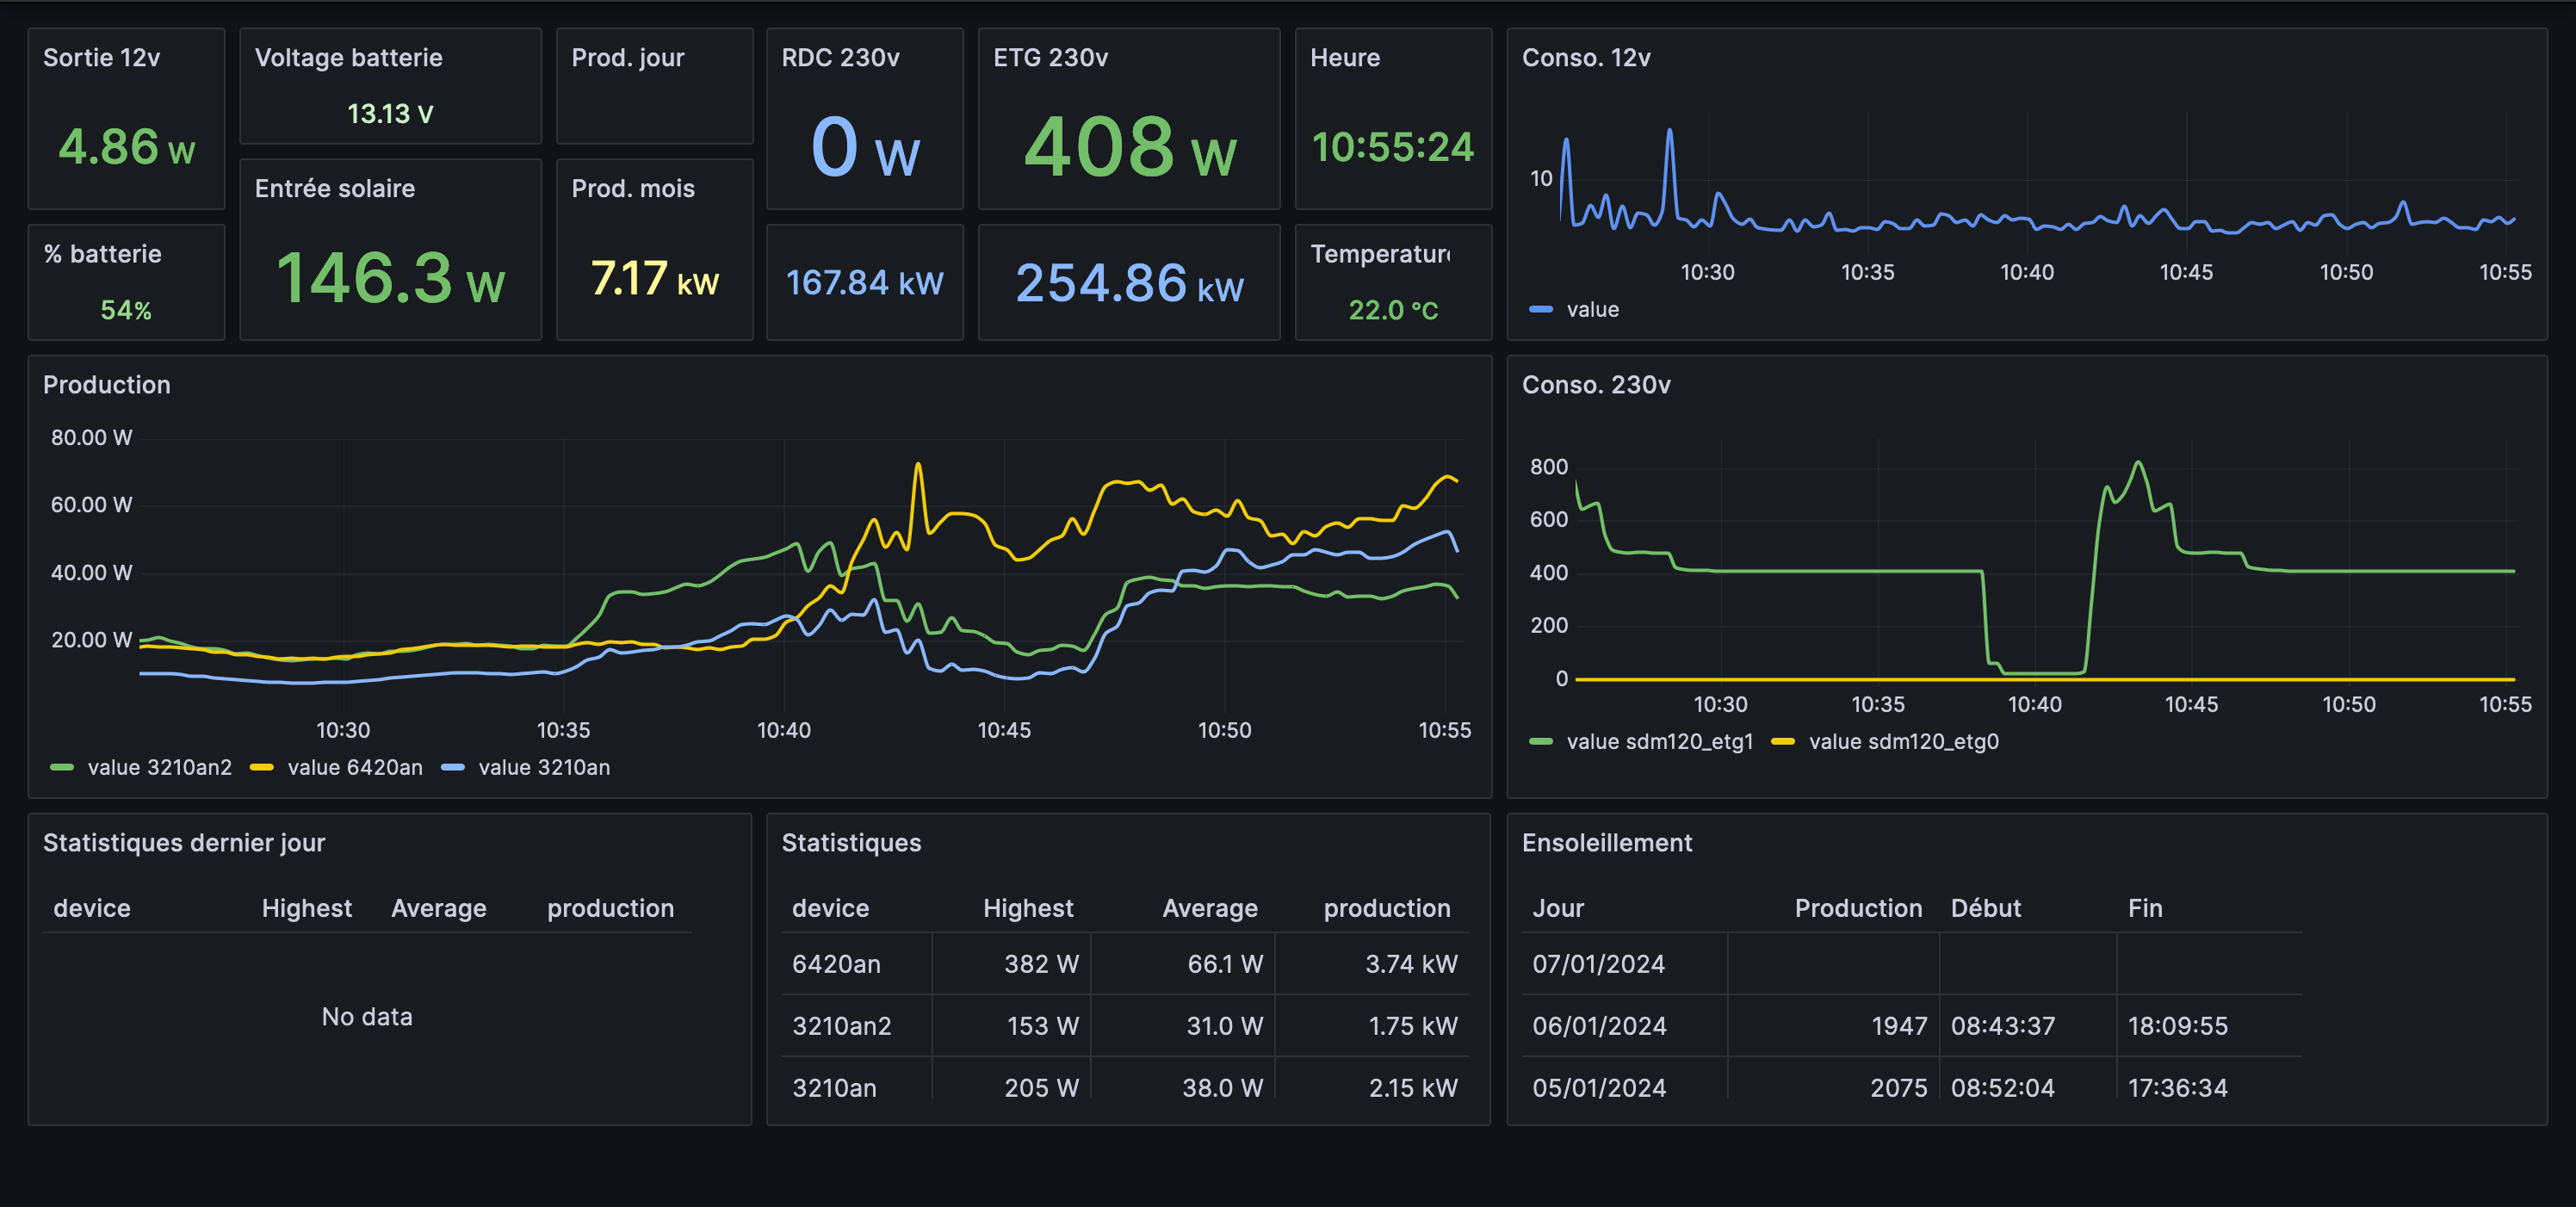 Sortie 12v
4.86 W
Voltage batterie
13.13 V
Prod. jour
RDC 230v
0 W
ETG 230v
408 W
Heure
10:55:24
% batterie
54%
Entrée solaire
146.3 W
Prod. mois
7.17 kW
167.84 kW
254.86 kW
Temperature
22.0 °C
Conso. 12v
10
10:30 10:35 10:40 10:45 10:50 10:55
value
Production
80.00 W
60.00 W
40.00 W
20.00 W
10:30 10:35 10:40 10:45 10:50 10:55
value 3210an2 value 6420an value 3210an
Conso. 230v
800
600
400
200
0
10:30 10:35 10:40 10:45 10:50 10:55
value sdm120_etg1 value sdm120_etg0
Statistiques dernier jour
device Highest Average production
No data
Statistiques
device Highest Average production
6420an 382 W 66.1 W 3.74 kW
3210an2 153 W 31.0 W 1.75 kW
3210an 205 W 38.0 W 2.15 kW
Ensoleillement
Jour Production Début Fin
07/01/2024
06/01/2024 1947 08:43:37 18:09:55
05/01/2024 2075 08:52:04 17:36:34